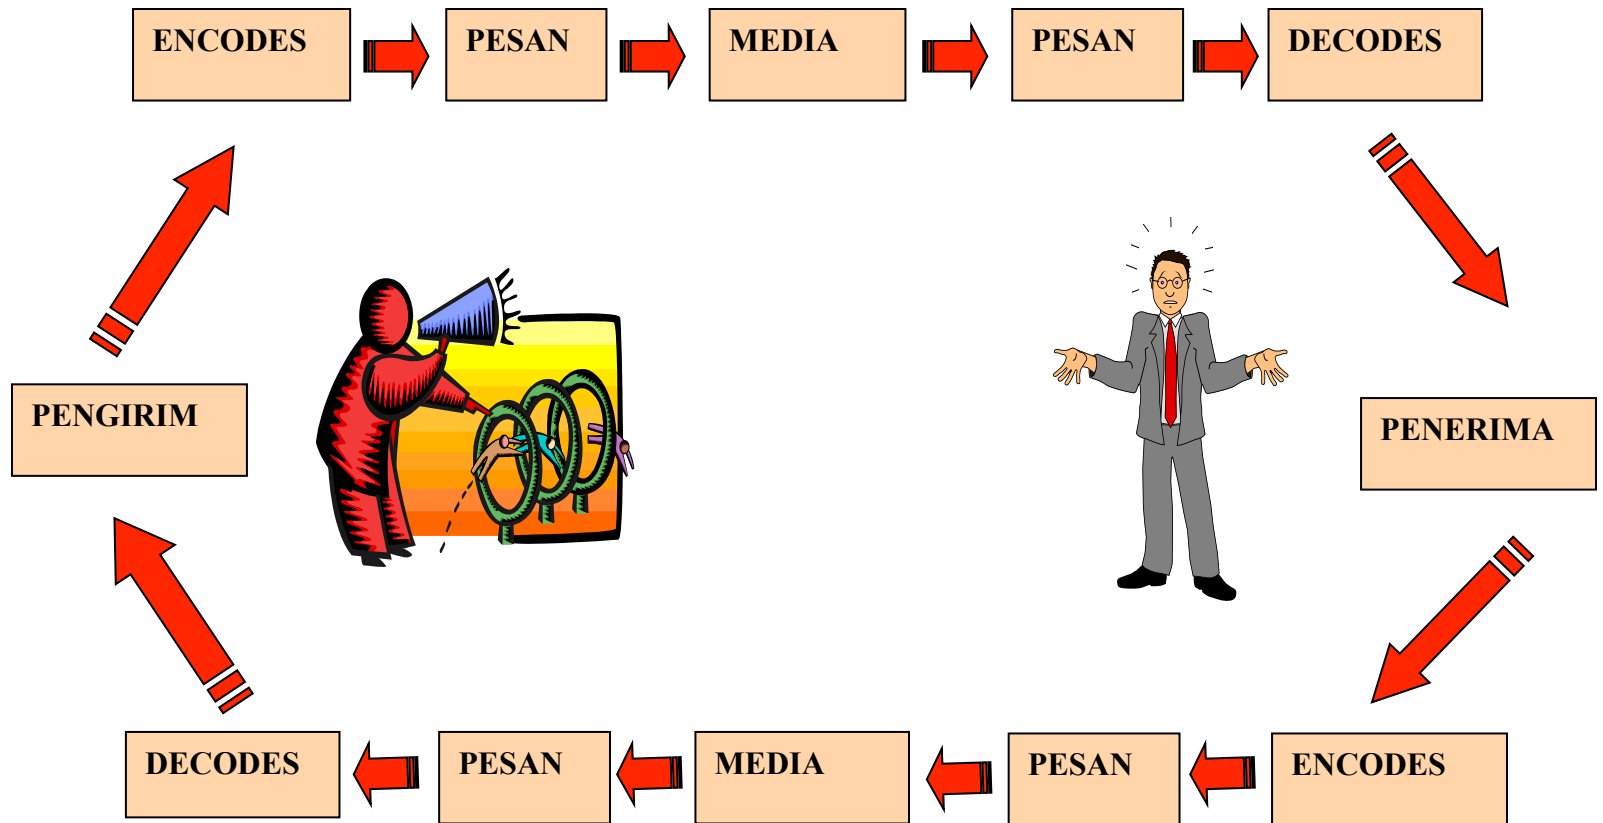 ENCODES
PESAN
MEDIA
PESAN
DECODES
PENGIRIM
PENERIMA
DECODES
PESAN
MEDIA
PESAN
ENCODES